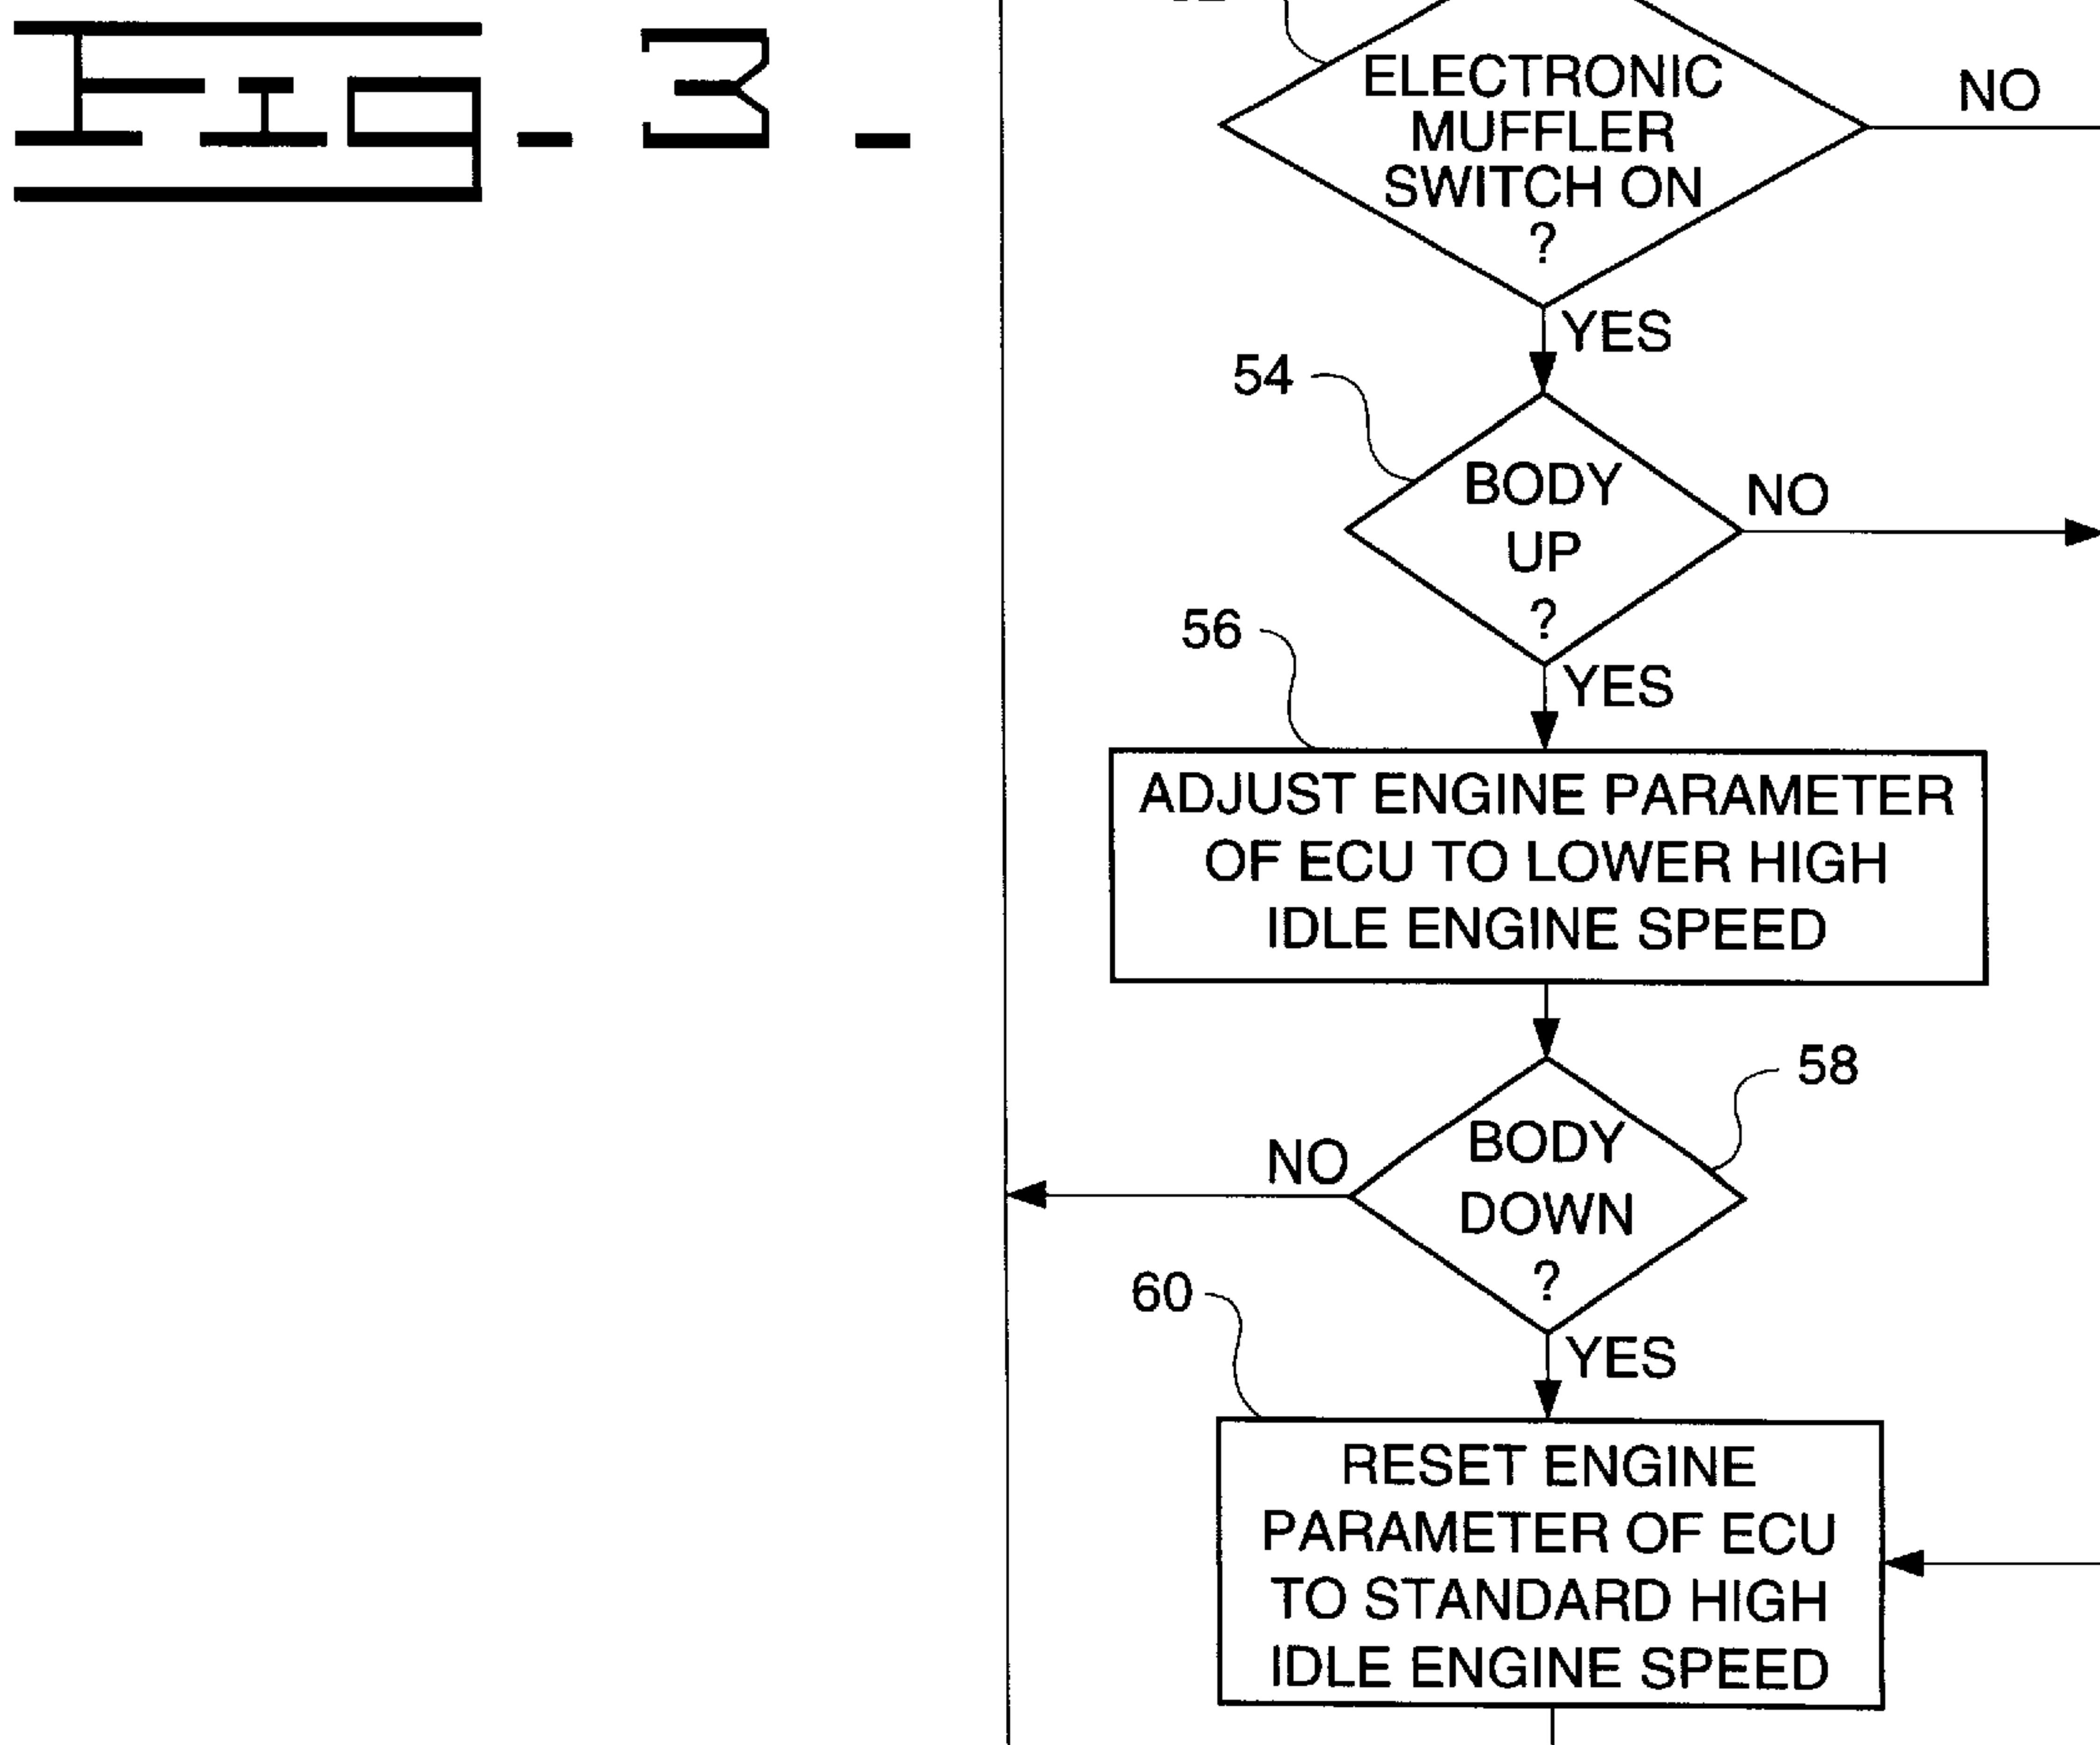 Fig. 3.
ELECTRONIC
MUFFLER
SWITCH ON
?
NO
YES
54
BODY
UP
?
NO
YES
56
ADJUST ENGINE PARAMETER
OF ECU TO LOWER HIGH
IDLE ENGINE SPEED
58
BODY
DOWN
?
NO
YES
60
RESET ENGINE
PARAMETER OF ECU
TO STANDARD HIGH
IDLE ENGINE SPEED